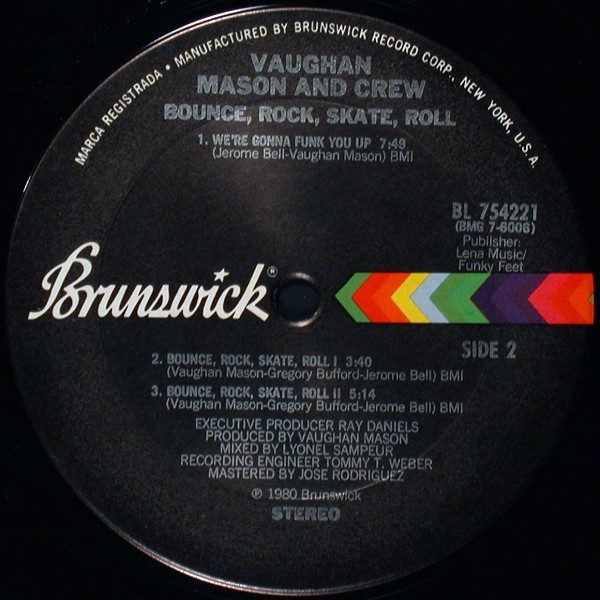 MARCA REGISTRADA • MANUFACTURED BY BRUNSWICK RECORD CORP., NEW YORK, U.S.A.
VAUGHAN
MASON AND CREW
BOUNCE, ROCK, SKATE, ROLL
1. WE'RE GONNA FUNK YOU UP 7:48
(Jerome Bell-Vaughan Mason) BMI
BL 754221
(BMG 7-6006)
Publisher:
Lena Music/
Funky Feet
Brunswick®
SIDE 2
2. BOUNCE, ROCK, SKATE, ROLL I 3:40
(Vaughan Mason-Gregory Bufford-Jerome Bell) BMI
3. BOUNCE, ROCK, SKATE, ROLL II 5:14
(Vaughan Mason-Gregory Bufford-Jerome Bell) BMI
EXECUTIVE PRODUCER RAY DANIELS
PRODUCED BY VAUGHAN MASON
MIXED BY LYONEL SAMPEUR
RECORDING ENGINEER TOMMY T. WEBER
MASTERED BY JOSE RODRIGUEZ
℗ 1980 Brunswick
STEREO